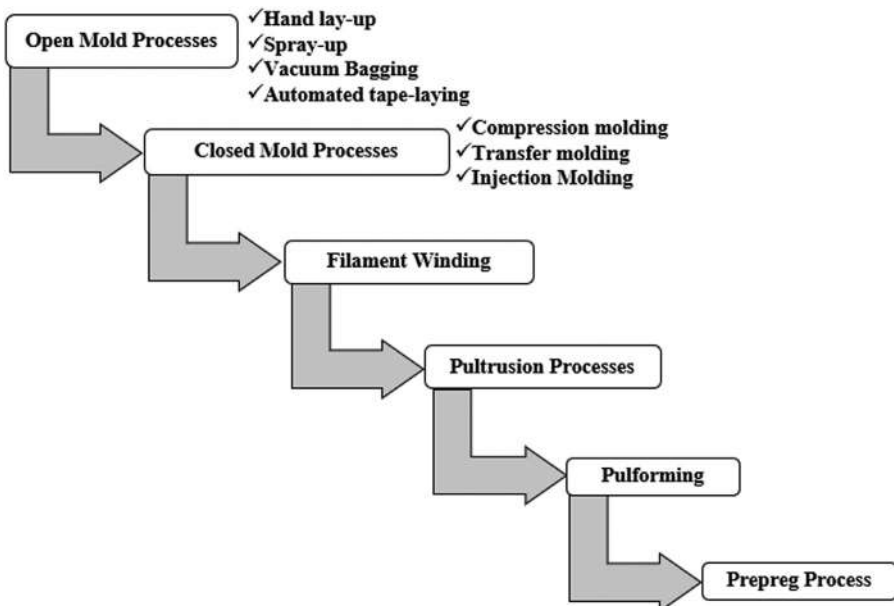 Open Mold Processes
✓Hand lay-up
✓Spray-up
✓Vacuum Bagging
✓Automated tape-laying
Closed Mold Processes
✓Compression molding
✓Transfer molding
✓Injection Molding
Filament Winding
Pultrusion Processes
Pulforming
Prepreg Process